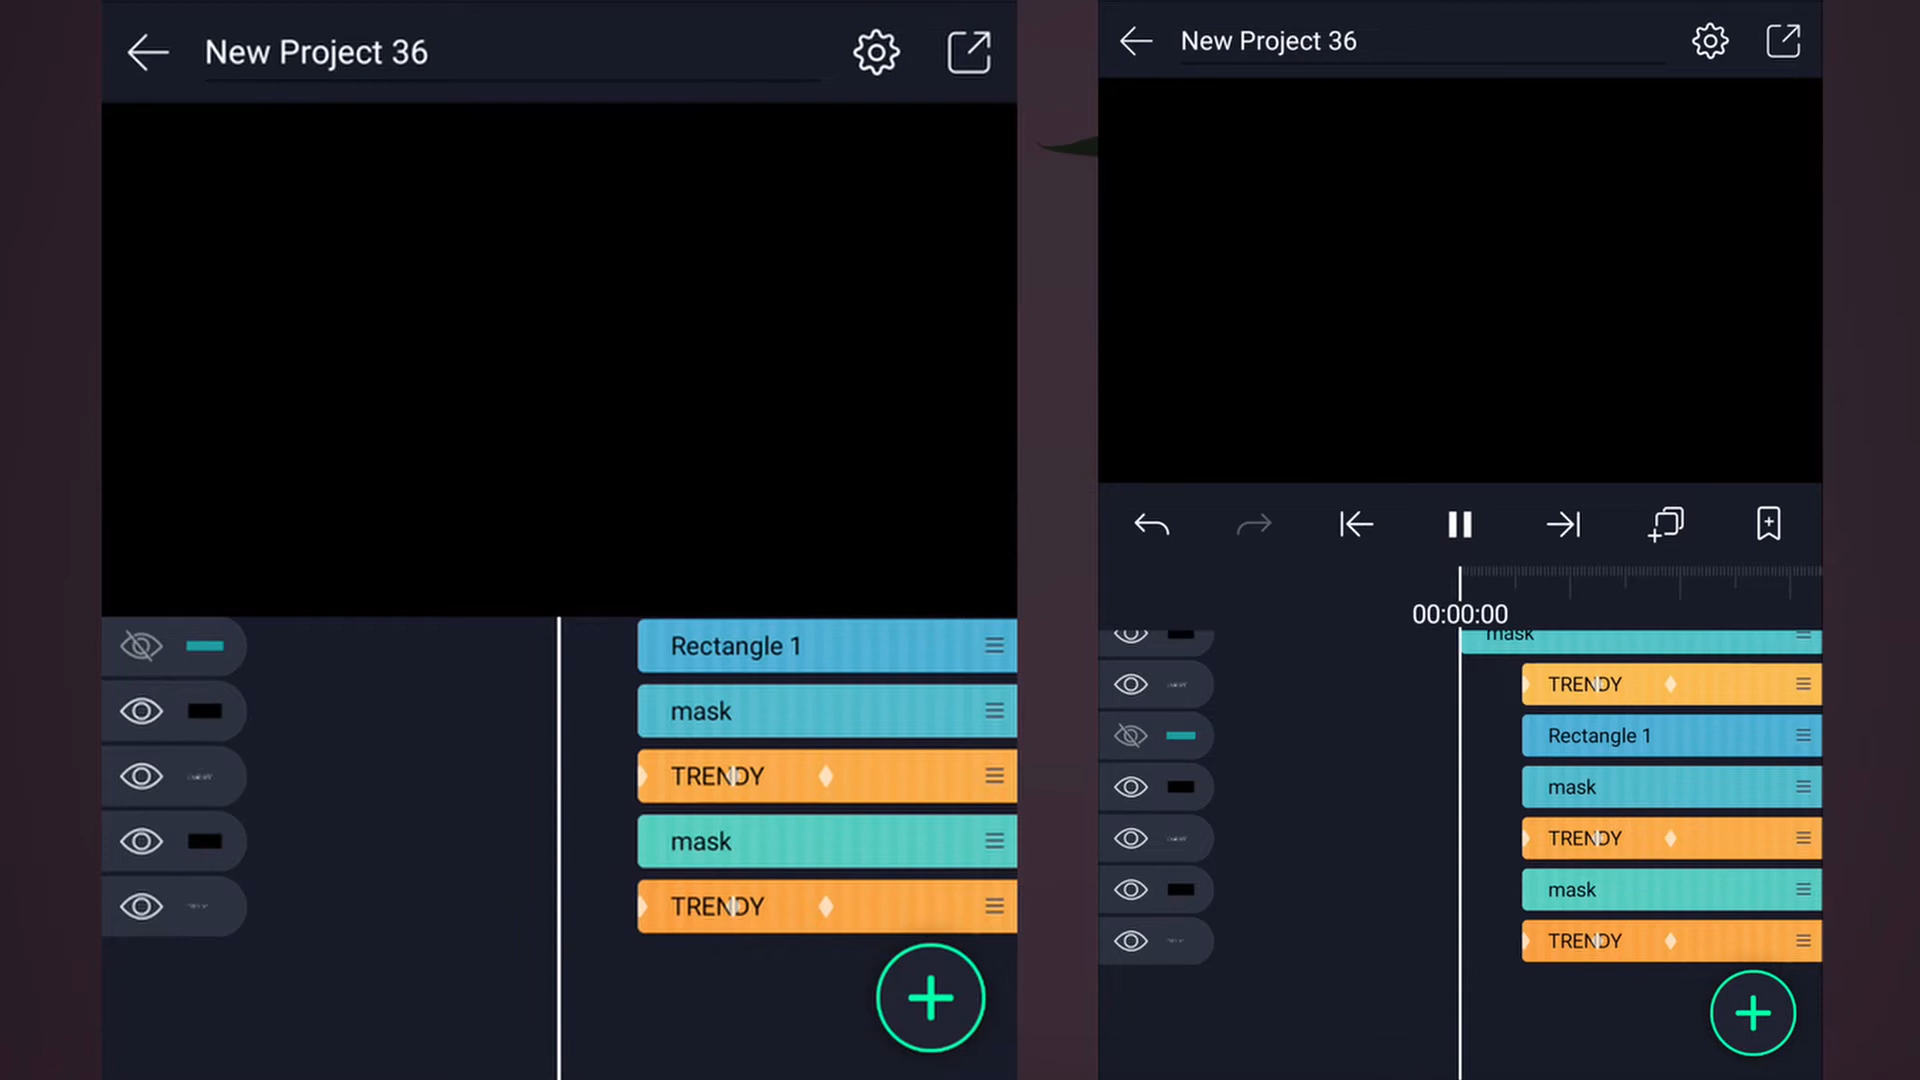 New Project 36
Rectangle 1
mask
TRENDY
mask
TRENDY
New Project 36
00:00:00
mask
TRENDY
Rectangle 1
mask
TRENDY
mask
TRENDY